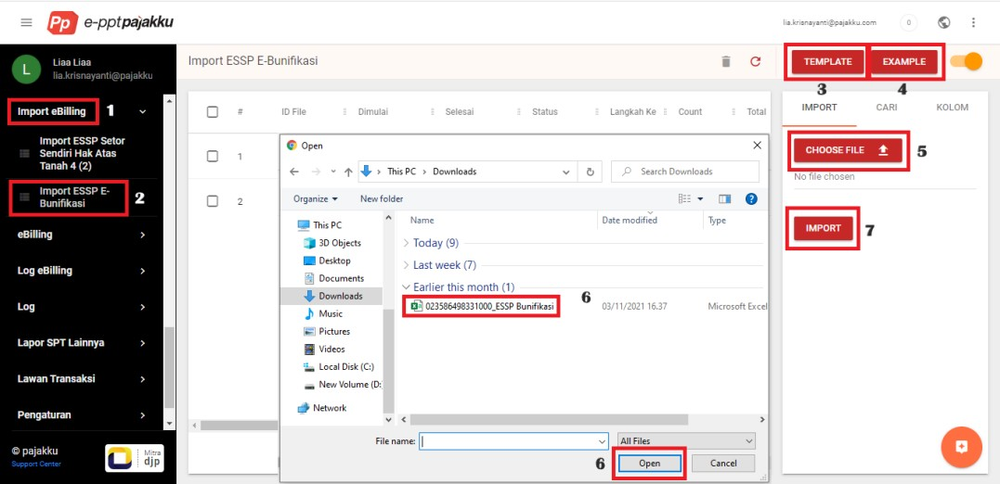 Pp e-pptpajakku
lia.krisnayanti@pajakku.com 0
L
Liaa Liaa
lia.krisnayanti@pajakku
Import eBilling 1
Import ESSP Setor
Sendiri Hak Atas
Tanah 4 (2)
Import ESSP E-
Bunifikasi
2
eBilling
Log eBilling
Log
Lapor SPT Lainnya
Lawan Transaksi
Pengaturan
© pajakku
Support Center
Mitra
djp
Import ESSP E-Bunifikasi
TEMPLATE EXAMPLE
3 4
# ID File Dimulai Selesai Status Langkah Ke Count Total
1
2
Open
This PC > Downloads
Search Downloads
Organize New folder
This PC
3D Objects
Desktop
Documents
Downloads
Music
Pictures
Videos
Local Disk (C:)
New Volume (D:
Network
Name Date modified Type
Today (9)
Last week (7)
Earlier this month (1)
023586498331000_ESSP Bunifikasi 6 03/11/2021 16.37 Microsoft Excel
File name: All Files
6 Open Cancel
IMPORT CARI KOLOM
CHOOSE FILE 5
No file chosen
IMPORT 7